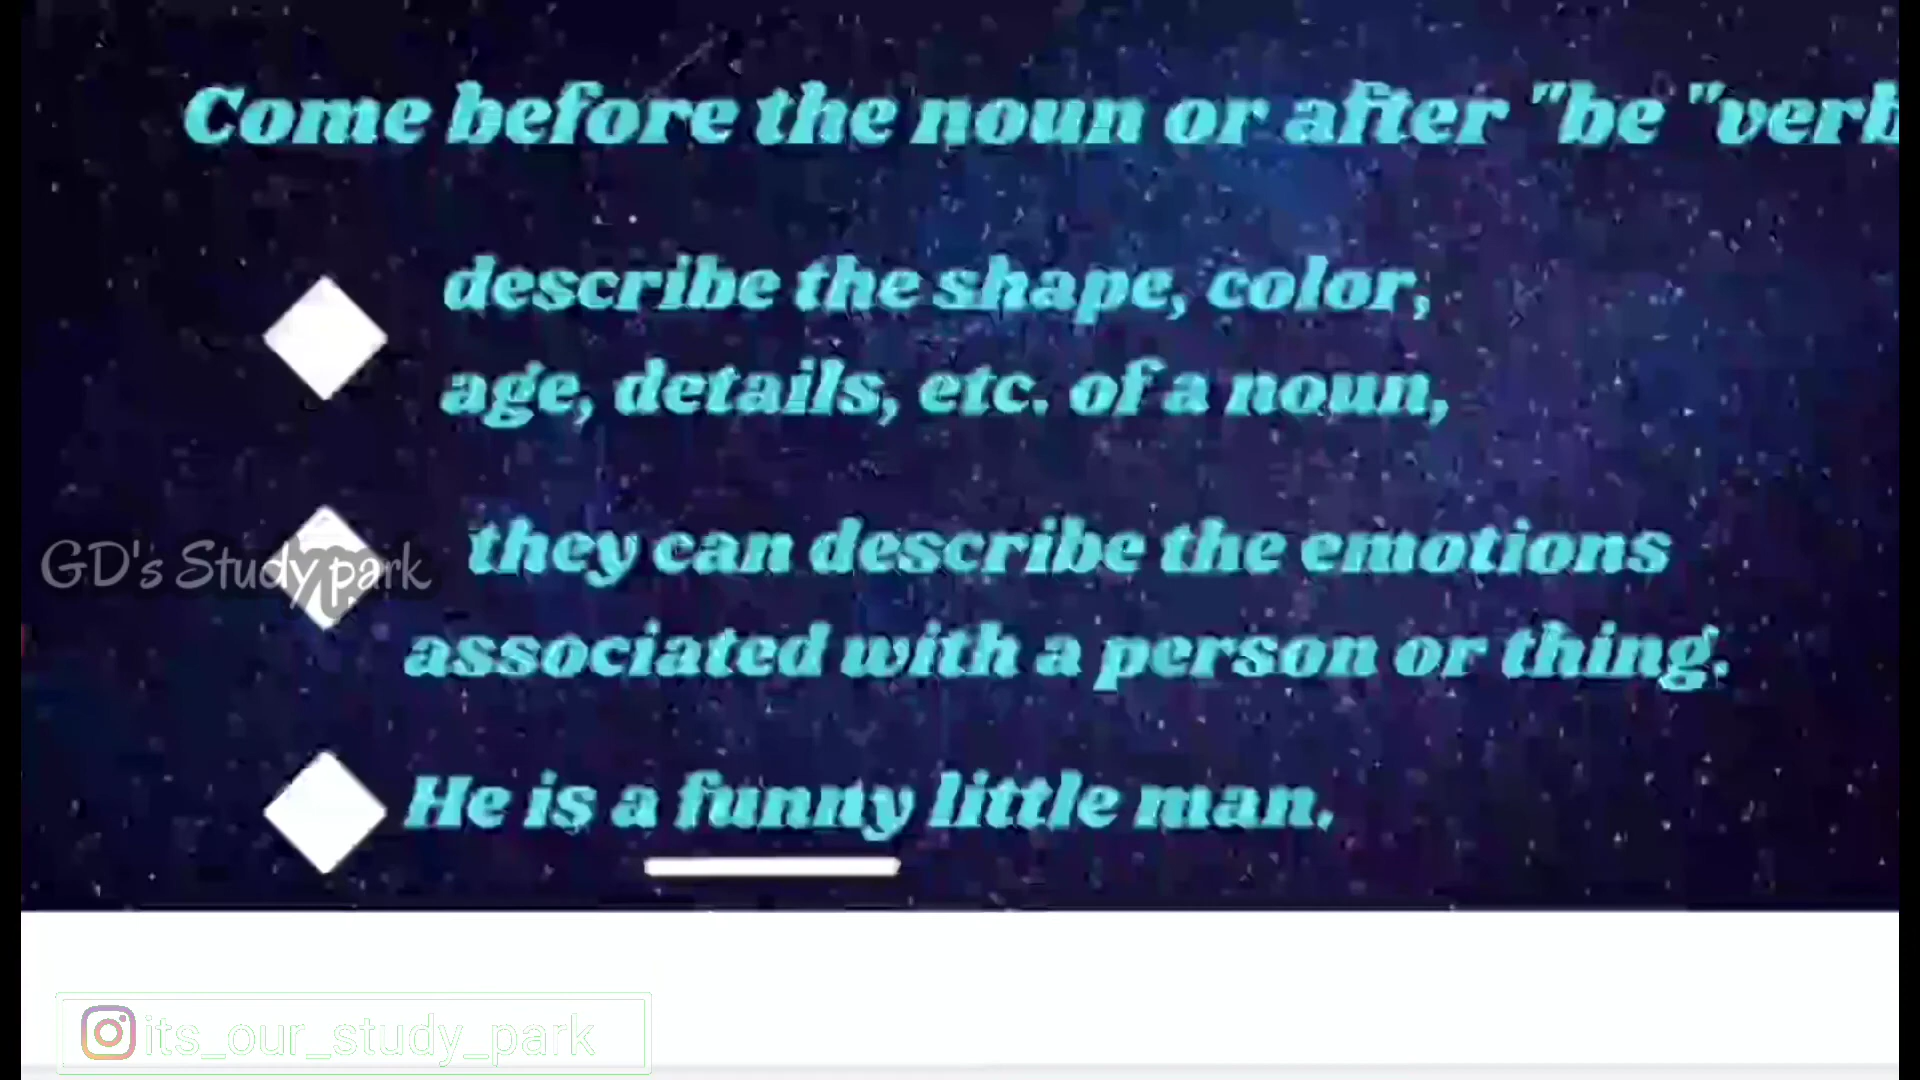 Come before the noun or after "be "verb
describe the shape, color,
age, details, etc. of a noun,
they can describe the emotions
associated with a person or thing.
He is a funny little man.
GD's Study park
its_our_study_park